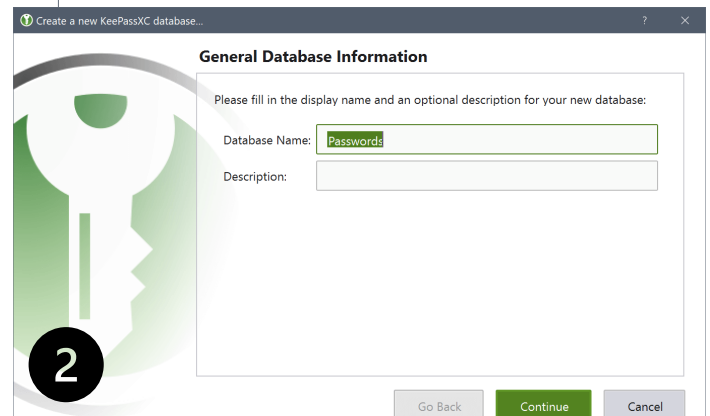 Create a new KeePassXC database...
?
General Database Information
Please fill in the display name and an optional description for your new database:
Database Name: Passwords
Description:
2
Go Back Continue Cancel